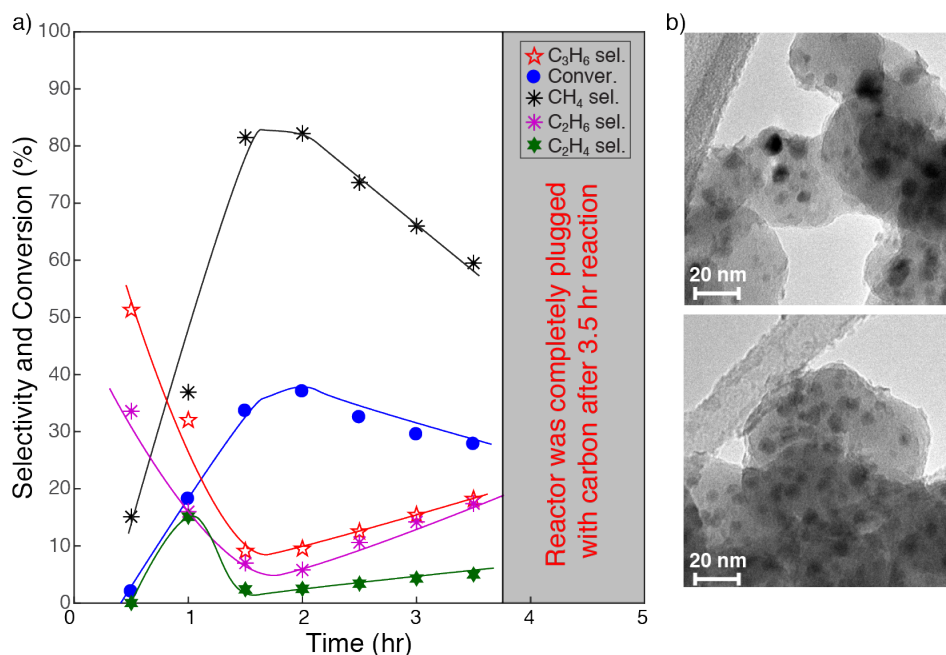 a)
b)
Selectivity and Conversion (%)
100
90
80
70
60
50
40
30
20
10
0
0 1 2 3 4 5
Time (hr)
C₃H₆ sel.
Conver.
CH₄ sel.
C₂H₆ sel.
C₂H₄ sel.
Reactor was completely plugged
with carbon after 3.5 hr reaction
20 nm
20 nm